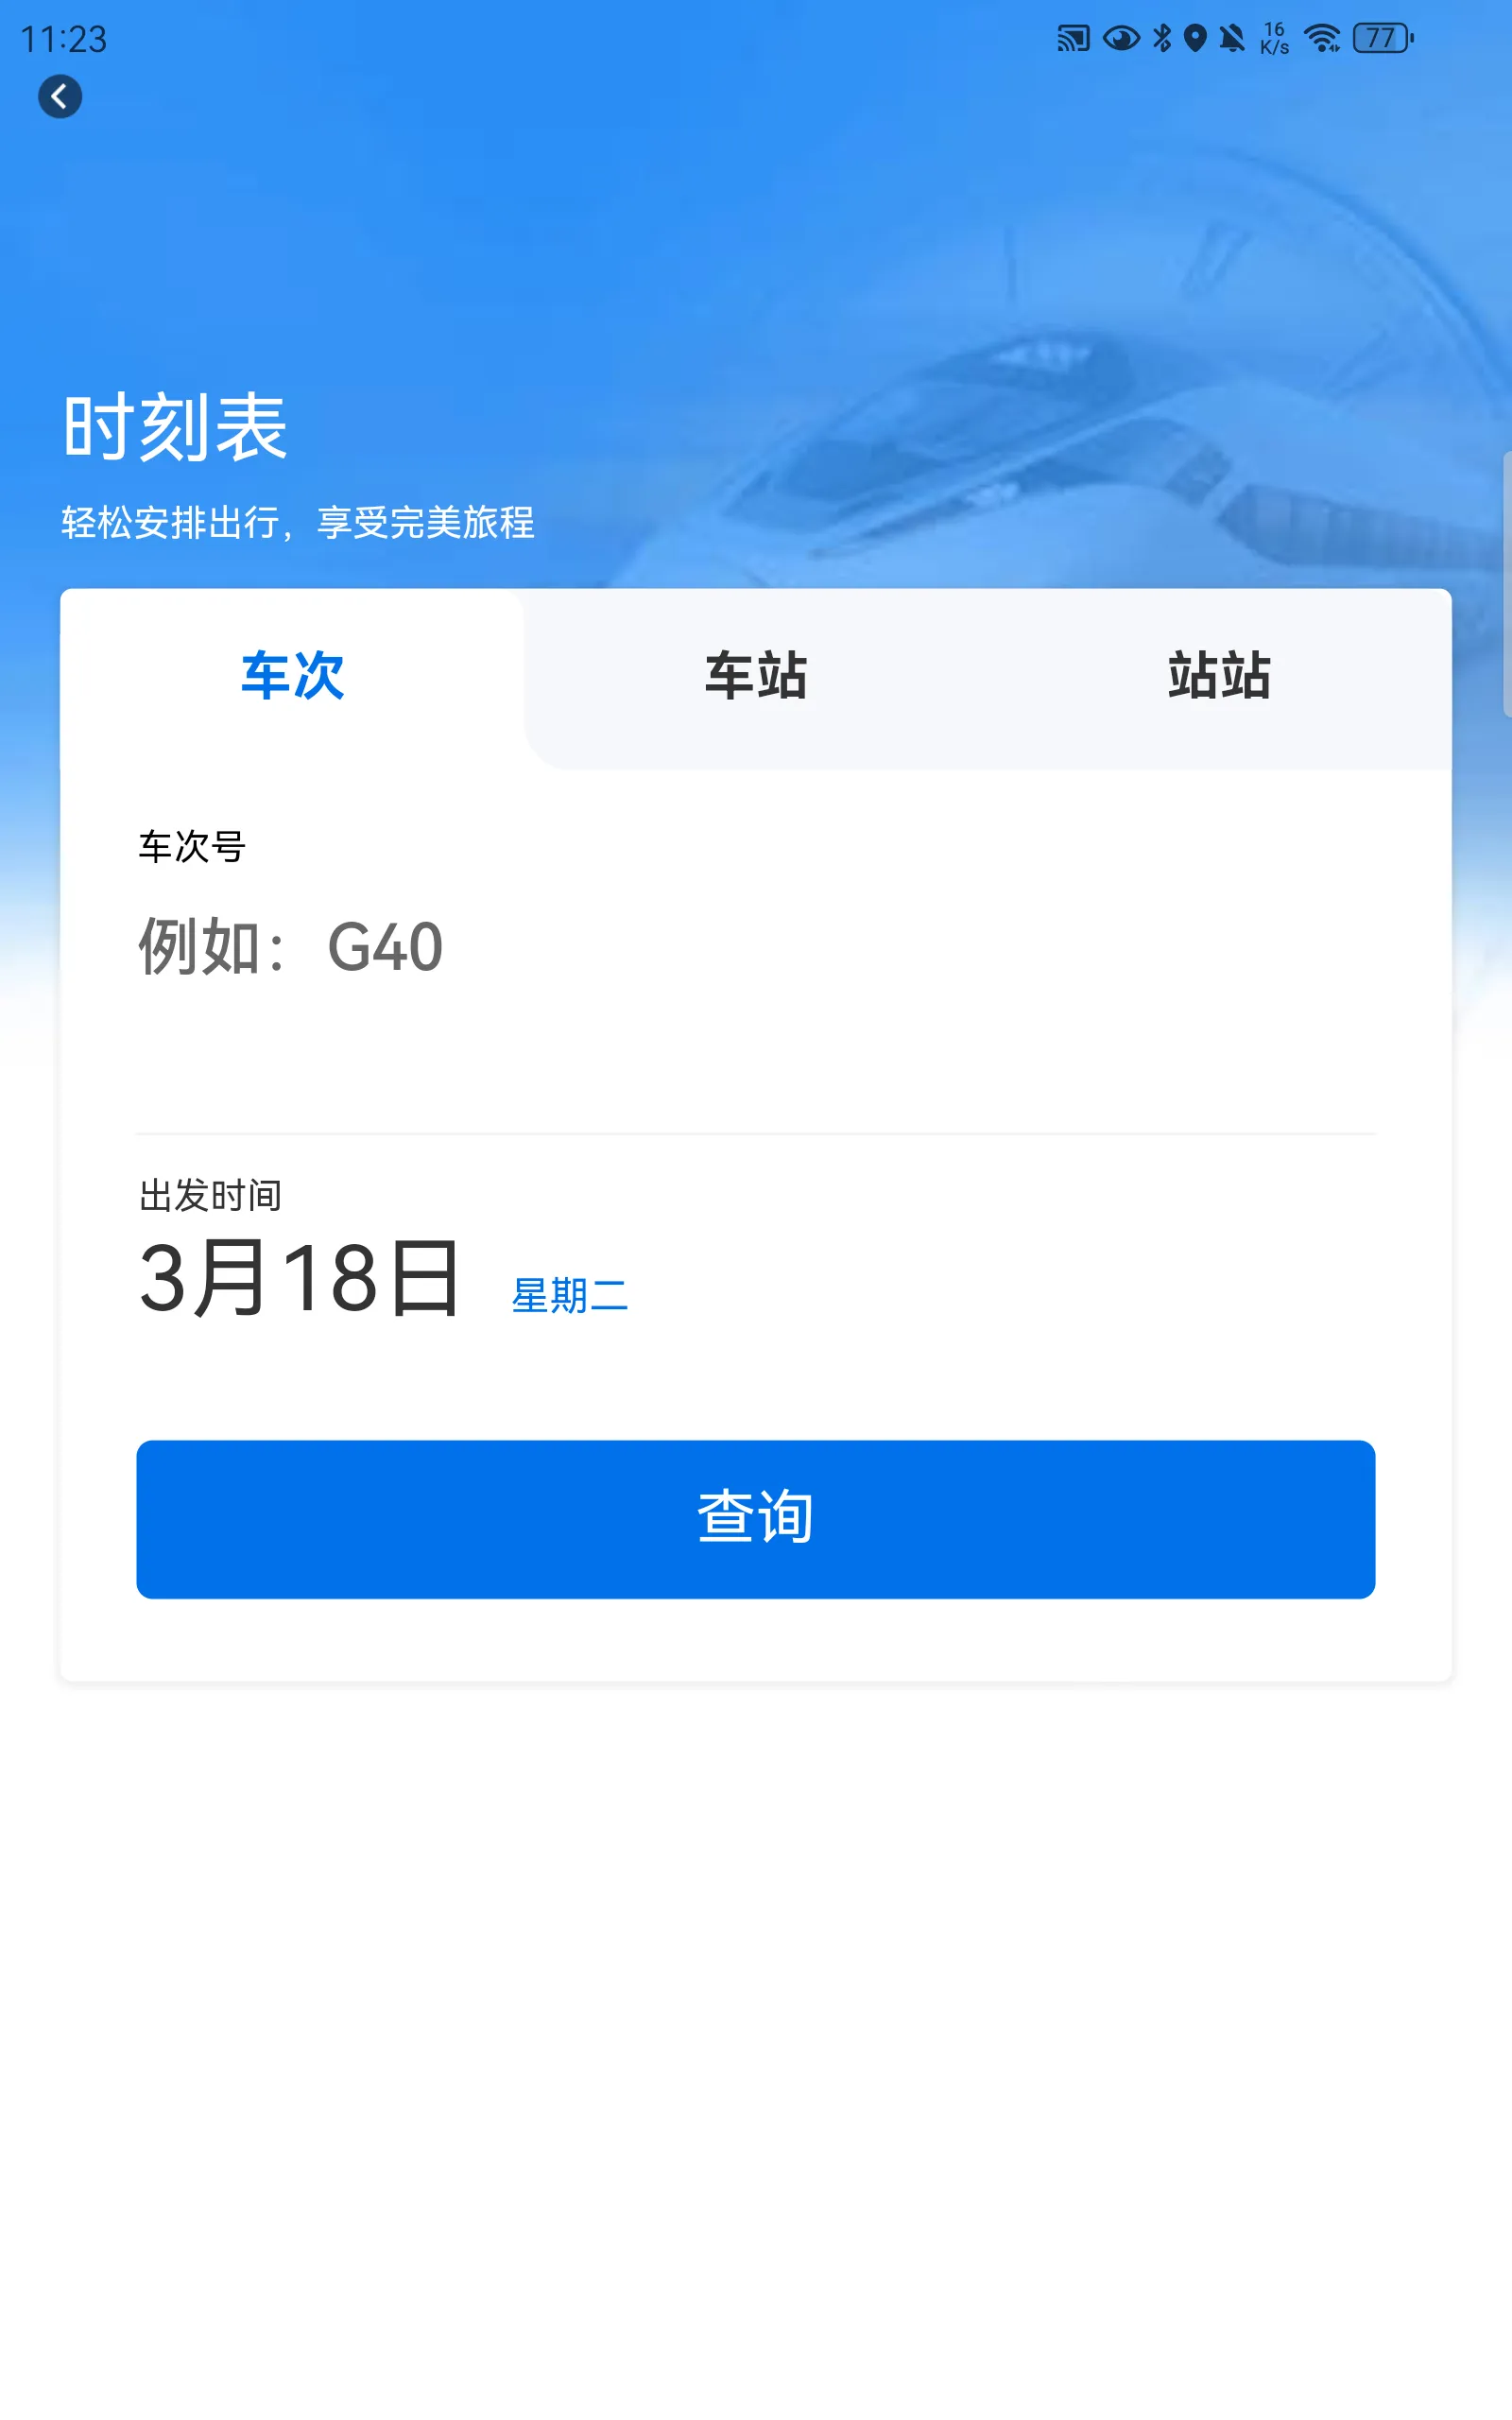 11:23
16
K/s
77
时刻表
轻松安排出行，享受完美旅程
车次 车站 站站
车次号
例如：G40
出发时间
3月18日 星期二
查询